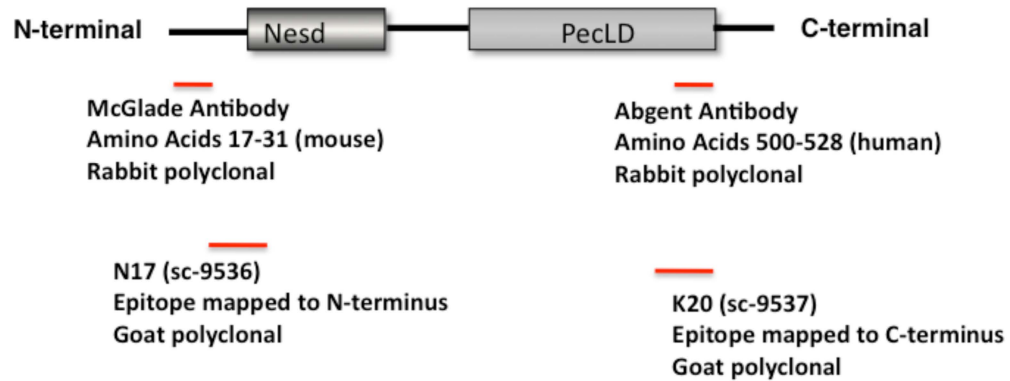 N-terminal Nesd PecLD C-terminal
McGlade Antibody
Amino Acids 17-31 (mouse)
Rabbit polyclonal
Abgent Antibody
Amino Acids 500-528 (human)
Rabbit polyclonal
N17 (sc-9536)
Epitope mapped to N-terminus
Goat polyclonal
K20 (sc-9537)
Epitope mapped to C-terminus
Goat polyclonal